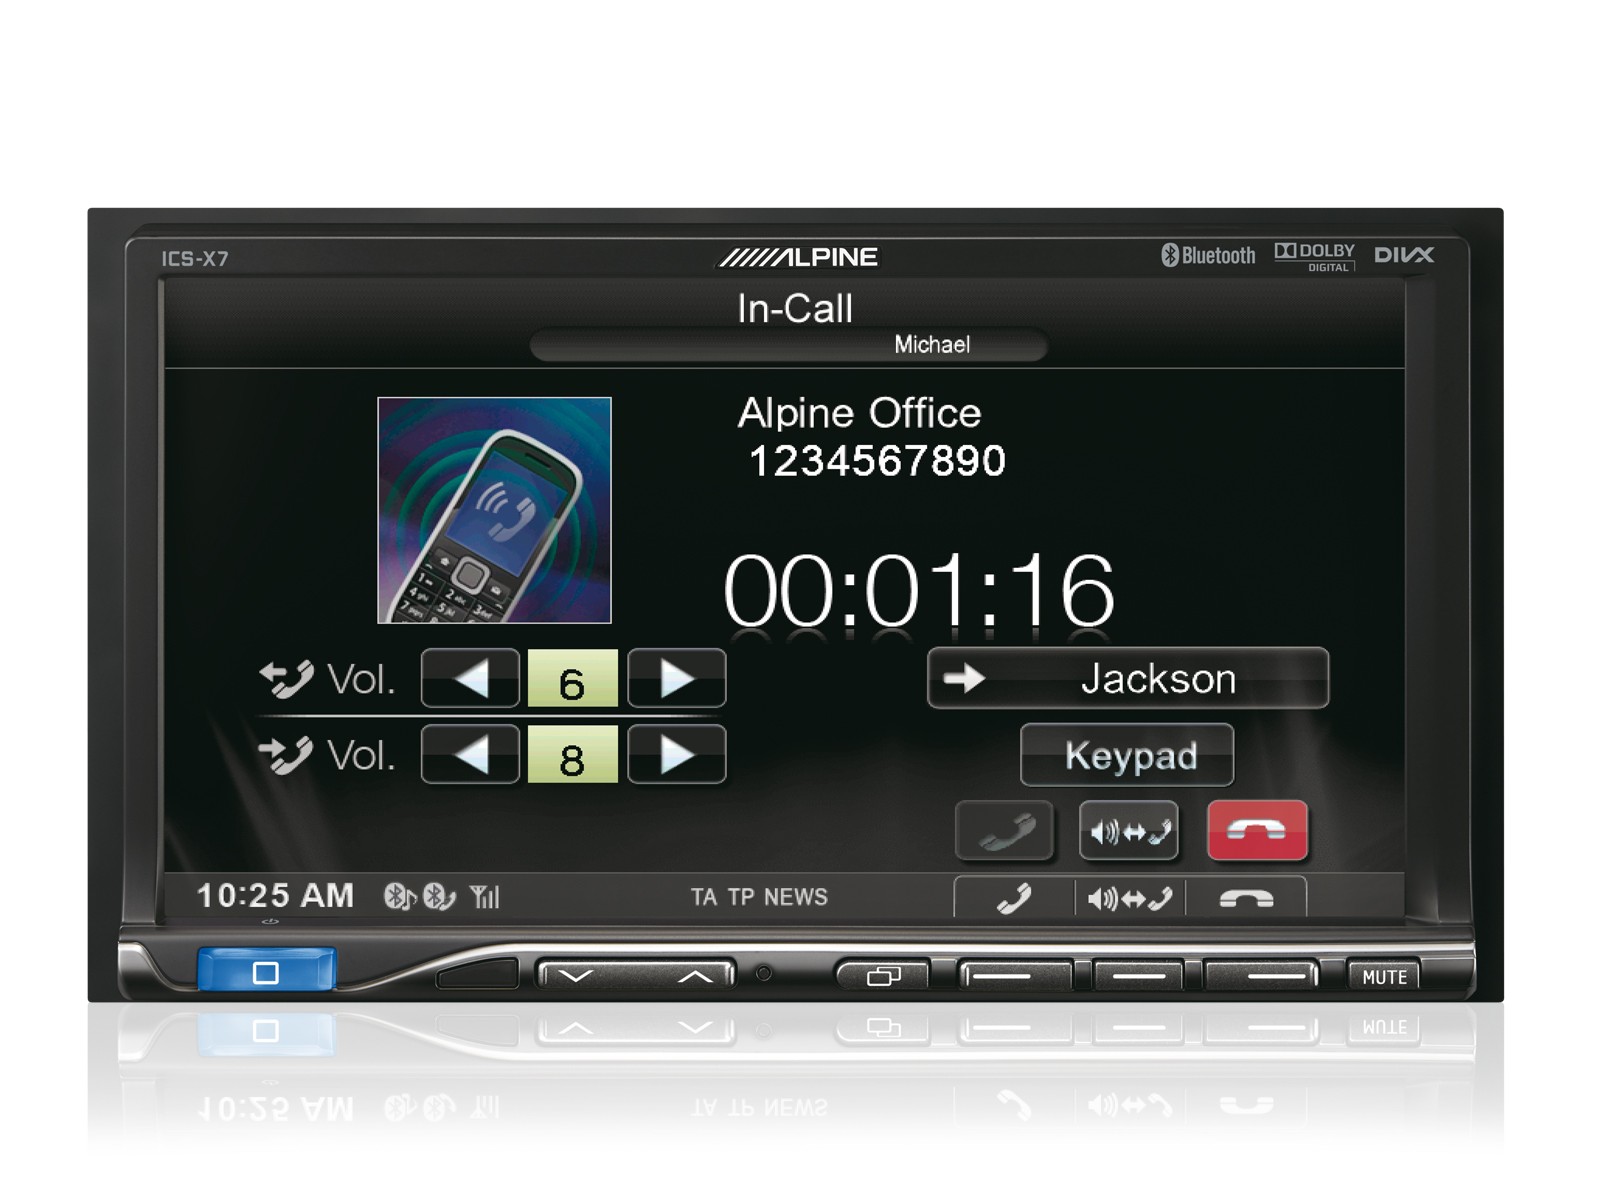 ICS-X7
ALPINE
Bluetooth
DOLBY
DIGITAL
DIVX
In-Call
Michael
Alpine Office
1234567890
00:01:16
Vol. 6
Jackson
Vol. 8
Keypad
10:25 AM
TA TP NEWS
MUTE